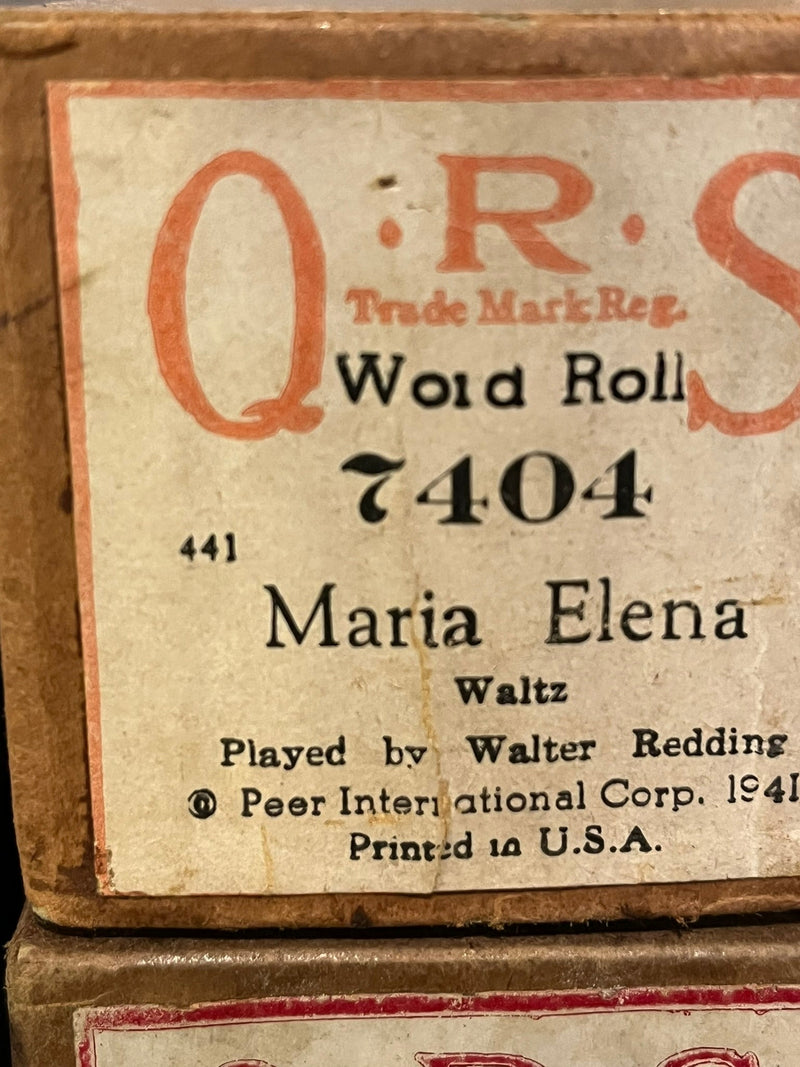 Q·R·S
Trade Mark Reg.
Word Roll
7404
441
Maria Elena
Waltz
Played by Walter Redding
© Peer International Corp. 1941
Printed in U.S.A.